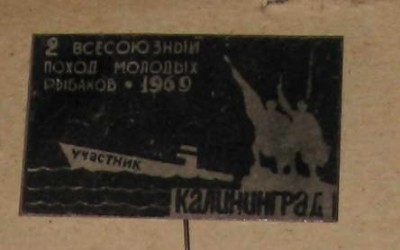 2 ВСЕСОЮЗНЫЙ
ПОХОД МОЛОДЫХ
РЫБАКОВ • 1969
УЧАСТНИК
КАЛИНИНГРАД